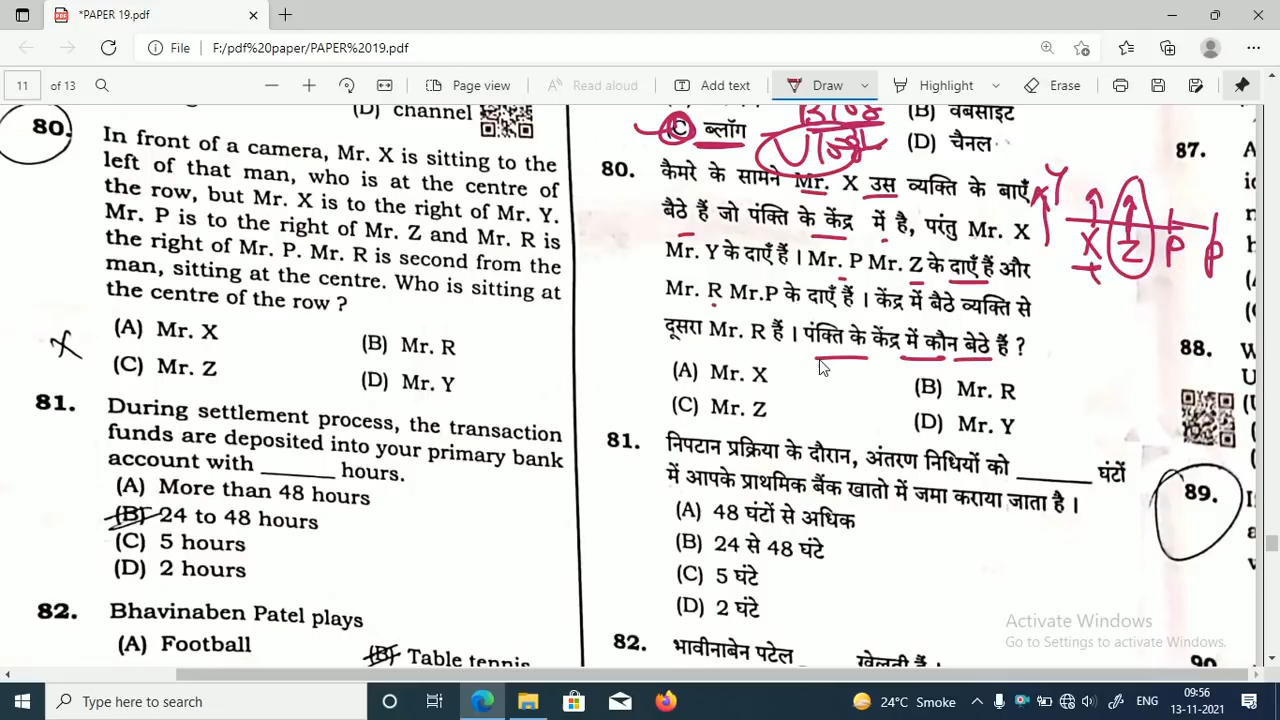 *PAPER 19.pdf
File F:/pdf%20paper/PAPER%2019.pdf
11 of 13
Page view
Read aloud
Add text
Draw
Highlight
Erase
(D) channel
80.
In front of a camera, Mr. X is sitting to the
left of that man, who is at the centre of
the row, but Mr. X is to the right of Mr. Y.
Mr. P is to the right of Mr. Z and Mr. R is
the right of Mr. P. Mr. R is second from the
man, sitting at the centre. Who is sitting at
the centre of the row ?
(A) Mr. X
(B) Mr. R
(C) Mr. Z
(D) Mr. Y
81.
During settlement process, the transaction
funds are deposited into your primary bank
account with ______ hours.
(A) More than 48 hours
(B) 24 to 48 hours
(C) 5 hours
(D) 2 hours
82.
Bhavinaben Patel plays
(A) Football
(B) Table tennis
(B) वेबसाइट
(C) ब्लॉग
(D) चैनल
Vlog
80.
कैमरे के सामने Mr. X उस व्यक्ति के बाएँ
बैठे हैं जो पंक्ति के केंद्र में है, परंतु Mr. X
Mr. Y के दाएँ हैं। Mr. P Mr. Z के दाएँ हैं और
Mr. R Mr.P के दाएँ हैं। केंद्र में बैठे व्यक्ति से
दूसरा Mr. R हैं। पंक्ति के केंद्र में कौन बैठे हैं ?
(A) Mr. X
(B) Mr. R
(C) Mr. Z
(D) Mr. Y
Y
X Z P P
81.
निपटान प्रक्रिया के दौरान, अंतरण निधियों को ______ घंटों
में आपके प्राथमिक बैंक खातो में जमा कराया जाता है।
(A) 48 घंटों से अधिक
(B) 24 से 48 घंटे
(C) 5 घंटे
(D) 2 घंटे
82.
भावीनाबेन पटेल ______ खेलती हैं।
87.
88.
89.
90
Activate Windows
Go to Settings to activate Windows.
Type here to search
24°C Smoke
ENG
09:56
13-11-2021